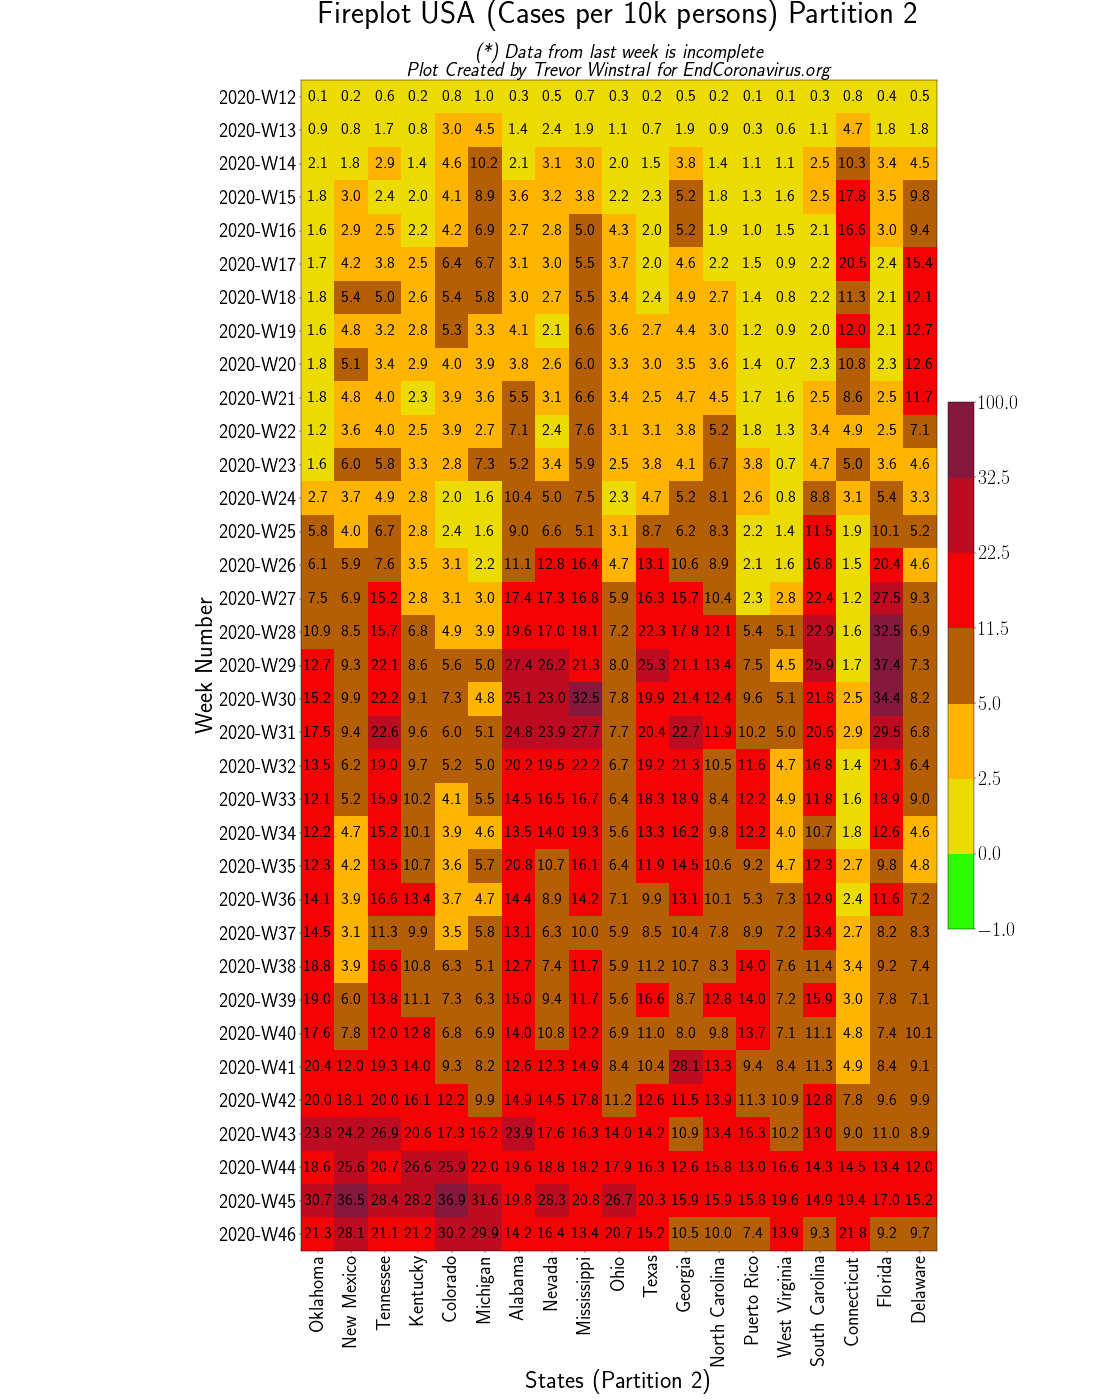 Fireplot USA (Cases per 10k persons) Partition 2
(*) Data from last week is incomplete
Plot Created by Trevor Winstral for EndCoronavirus.org
2020-W12 0.1 0.2 0.6 0.2 0.8 1.0 0.3 0.5 0.7 0.3 0.2 0.5 0.2 0.1 0.1 0.3 0.8 0.4 0.5
2020-W13 0.9 0.8 1.7 0.8 3.0 4.5 1.4 2.4 1.9 1.1 0.7 1.9 0.9 0.3 0.6 1.1 4.7 1.8 1.8
2020-W14 2.1 1.8 2.9 1.4 4.6 10.2 2.1 3.1 3.0 2.0 1.5 3.8 1.4 1.1 1.1 2.5 10.3 3.4 4.5
2020-W15 1.8 3.0 2.4 2.0 4.1 8.9 3.6 3.2 3.8 2.2 2.3 5.2 1.8 1.3 1.6 2.5 17.8 3.5 9.8
2020-W16 1.6 2.9 2.5 2.2 4.2 6.9 2.7 2.8 5.0 4.3 2.0 5.2 1.9 1.0 1.5 2.1 16.6 3.0 9.4
2020-W17 1.7 4.2 3.8 2.5 6.4 6.7 3.1 3.0 5.5 3.7 2.0 4.6 2.2 1.5 0.9 2.2 20.5 2.4 15.4
2020-W18 1.8 5.4 5.0 2.6 5.4 5.8 3.0 2.7 5.5 3.4 2.4 4.9 2.7 1.4 0.8 2.2 11.3 2.1 12.1
2020-W19 1.6 4.8 3.2 2.8 5.3 3.3 4.1 2.1 6.6 3.6 2.7 4.4 3.0 1.2 0.9 2.0 12.0 2.1 12.7
2020-W20 1.8 5.1 3.4 2.9 4.0 3.9 3.8 2.6 6.0 3.3 3.0 3.5 3.6 1.4 0.7 2.3 10.8 2.3 12.6
2020-W21 1.8 4.8 4.0 2.3 3.9 3.6 5.5 3.1 6.6 3.4 2.5 4.7 4.5 1.7 1.6 2.5 8.6 2.5 11.7
2020-W22 1.2 3.6 4.0 2.5 3.9 2.7 7.1 2.4 7.6 3.1 3.1 3.8 5.2 1.8 1.3 3.4 4.9 2.5 7.1
2020-W23 1.6 6.0 5.8 3.3 2.8 7.3 5.2 3.4 5.9 2.5 3.8 4.1 6.7 3.8 0.7 4.7 5.0 3.6 4.6
2020-W24 2.7 3.7 4.9 2.8 2.0 1.6 10.4 5.0 7.5 2.3 4.7 5.2 8.1 2.6 0.8 8.8 3.1 5.4 3.3
2020-W25 5.8 4.0 6.7 2.8 2.4 1.6 9.0 6.6 5.1 3.1 8.7 6.2 8.3 2.2 1.4 11.5 1.9 10.1 5.2
2020-W26 6.1 5.9 7.6 3.5 3.1 2.2 11.1 12.8 16.4 4.7 13.1 10.6 8.9 2.1 1.6 16.8 1.5 20.4 4.6
2020-W27 7.5 6.9 15.2 2.8 3.1 3.0 17.4 17.3 16.8 5.9 16.3 15.7 10.4 2.3 2.8 22.4 1.2 27.5 9.3
2020-W28 10.9 8.5 15.7 6.8 4.9 3.9 19.6 17.0 18.1 7.2 22.3 17.8 12.1 5.4 5.1 22.9 1.6 32.5 6.9
2020-W29 12.7 9.3 22.1 8.6 5.6 5.0 27.4 26.2 21.3 8.0 25.3 21.1 13.4 7.5 4.5 25.9 1.7 37.4 7.3
2020-W30 15.2 9.9 22.2 9.1 7.3 4.8 25.1 23.0 32.5 7.8 19.9 21.4 12.4 9.6 5.1 21.8 2.5 34.4 8.2
2020-W31 17.5 9.4 22.6 9.6 6.0 5.1 24.8 23.9 27.7 7.7 20.4 22.7 11.9 10.2 5.0 20.6 2.9 29.5 6.8
2020-W32 13.5 6.2 19.0 9.7 5.2 5.0 20.2 19.5 22.2 6.7 19.2 21.3 10.5 11.6 4.7 16.8 1.4 21.3 6.4
2020-W33 12.1 5.2 15.9 10.2 4.1 5.5 14.5 16.5 16.7 6.4 18.3 18.9 8.4 12.2 4.9 11.8 1.6 18.9 9.0
2020-W34 12.2 4.7 15.2 10.1 3.9 4.6 13.5 14.0 19.3 5.6 13.3 16.2 9.8 12.2 4.0 10.7 1.8 12.6 4.6
2020-W35 12.3 4.2 13.5 10.7 3.6 5.7 20.8 10.7 16.1 6.4 11.9 14.5 10.6 9.2 4.7 12.3 2.7 9.8 4.8
2020-W36 14.1 3.9 16.6 13.4 3.7 4.7 14.4 8.9 14.2 7.1 9.9 13.1 10.1 5.3 7.3 12.9 2.4 11.6 7.2
2020-W37 14.5 3.1 11.3 9.9 3.5 5.8 13.1 6.3 10.0 5.9 8.5 10.4 7.8 8.9 7.2 13.4 2.7 8.2 8.3
2020-W38 18.8 3.9 16.6 10.8 6.3 5.1 12.7 7.4 11.7 5.9 11.2 10.7 8.3 14.0 7.6 11.4 3.4 9.2 7.4
2020-W39 19.0 6.0 13.8 11.1 7.3 6.3 15.0 9.4 11.7 5.6 16.6 8.7 12.8 14.0 7.2 15.9 3.0 7.8 7.1
2020-W40 17.6 7.8 12.0 12.8 6.8 6.9 14.0 10.8 12.2 6.9 11.0 8.0 9.8 13.7 7.1 11.1 4.8 7.4 10.1
2020-W41 20.4 12.0 19.3 14.0 9.3 8.2 12.6 12.3 14.9 8.4 10.4 28.1 13.3 9.4 8.4 11.3 4.9 8.4 9.1
2020-W42 20.0 18.1 20.0 16.1 12.2 9.9 14.9 14.5 17.8 11.2 12.6 11.5 13.9 11.3 10.9 12.8 7.8 9.6 9.9
2020-W43 23.8 24.2 26.9 20.6 17.3 16.2 23.9 17.6 16.3 14.0 14.2 10.9 13.4 16.3 10.2 13.0 9.0 11.0 8.9
2020-W44 18.6 25.6 20.7 26.6 25.9 22.0 19.6 18.8 18.2 17.9 16.3 12.6 15.8 13.0 16.6 14.3 14.5 13.4 12.0
2020-W45 30.7 36.5 28.4 28.2 36.9 31.6 19.8 28.3 20.8 26.7 20.3 15.9 15.9 15.8 19.6 14.9 19.4 17.0 15.2
2020-W46 21.3 28.1 21.1 21.2 30.2 29.9 14.2 16.4 13.4 20.7 15.2 10.5 10.0 7.4 13.9 9.3 21.8 9.2 9.7
Week Number
Oklahoma
New Mexico
Tennessee
Kentucky
Colorado
Michigan
Alabama
Nevada
Mississippi
Ohio
Texas
Georgia
North Carolina
Puerto Rico
West Virginia
South Carolina
Connecticut
Florida
Delaware
States (Partition 2)
100.0
32.5
22.5
11.5
5.0
2.5
0.0
−1.0